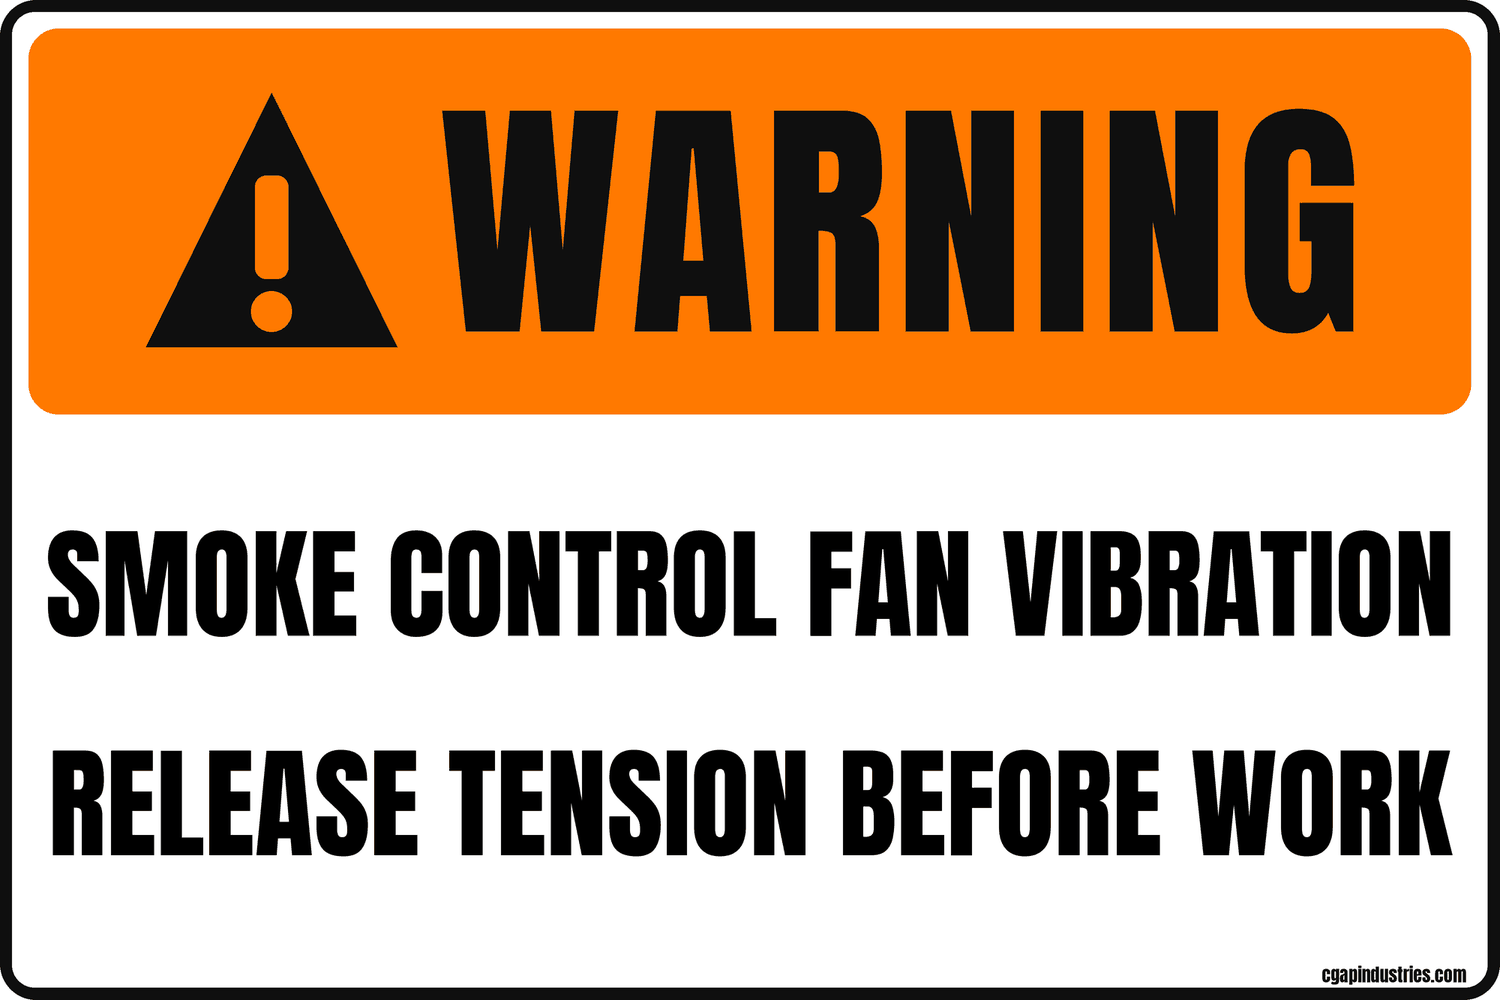 WARNING
SMOKE CONTROL FAN VIBRATION
RELEASE TENSION BEFORE WORK
cgapindustries.com